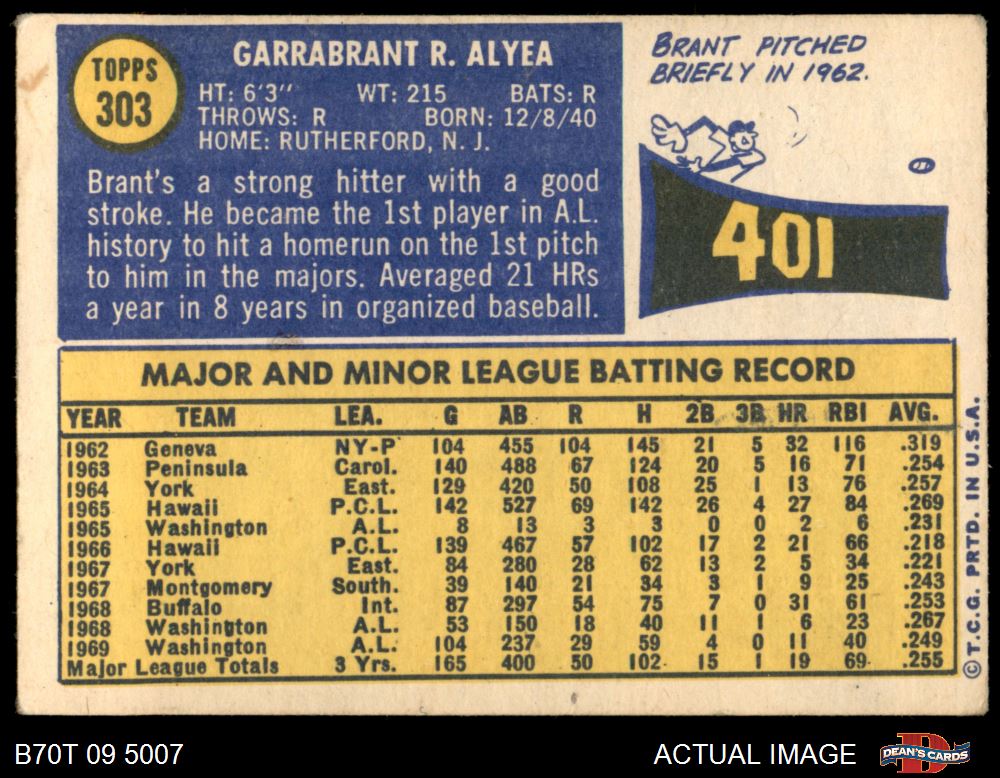 TOPPS
303
GARRABRANT R. ALYEA
HT: 6'3" WT: 215 BATS: R
THROWS: R BORN: 12/8/40
HOME: RUTHERFORD, N. J.
Brant's a strong hitter with a good
stroke. He became the 1st player in A.L.
history to hit a homerun on the 1st pitch
to him in the majors. Averaged 21 HRs
a year in 8 years in organized baseball.
BRANT PITCHED
BRIEFLY IN 1962.
401
MAJOR AND MINOR LEAGUE BATTING RECORD
YEAR TEAM LEA. G AB R H 2B 3B HR RBI AVG.
1962 Geneva NY-P 104 455 104 145 21 5 32 116 .319
1963 Peninsula Carol. 140 488 67 124 20 5 16 71 .254
1964 York East. 129 420 50 108 25 1 13 76 .257
1965 Hawaii P.C.L. 142 527 69 142 26 4 27 84 .269
1965 Washington A.L. 8 13 3 3 0 0 2 6 .231
1966 Hawaii P.C.L. 139 467 57 102 17 2 21 66 .218
1967 York East. 84 280 28 62 13 2 5 34 .221
1967 Montgomery South. 39 140 21 34 3 1 9 25 .243
1968 Buffalo Int. 87 297 54 75 7 0 31 61 .253
1968 Washington A.L. 53 150 18 40 11 1 6 23 .267
1969 Washington A.L. 104 237 29 59 4 0 11 40 .249
Major League Totals 3 Yrs. 165 400 50 102 15 1 19 69 .255
© T.C.G. PRTD. IN U.S.A.
B70T 09 5007
ACTUAL IMAGE
DEAN'S CARDS